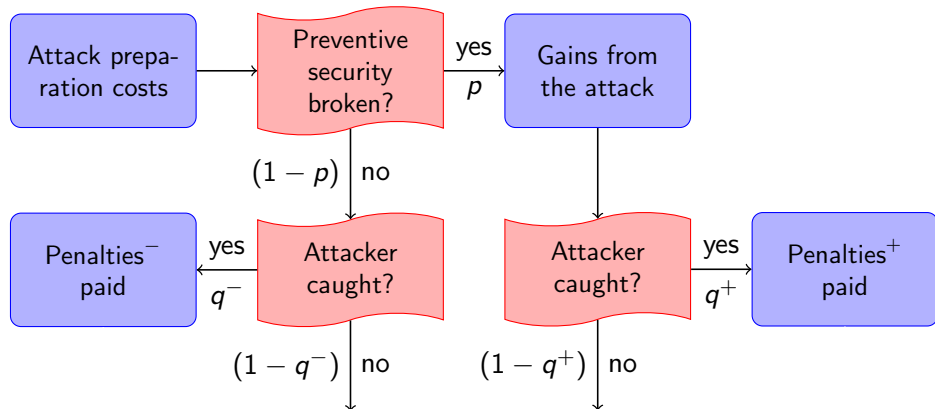 Attack prepa-
ration costs
Preventive
security
broken?
yes
p
Gains from
the attack
(1 − p)
no
Penalties⁻
paid
yes
q⁻
Attacker
caught?
Attacker
caught?
yes
q⁺
Penalties⁺
paid
(1 − q⁻)
no
(1 − q⁺)
no